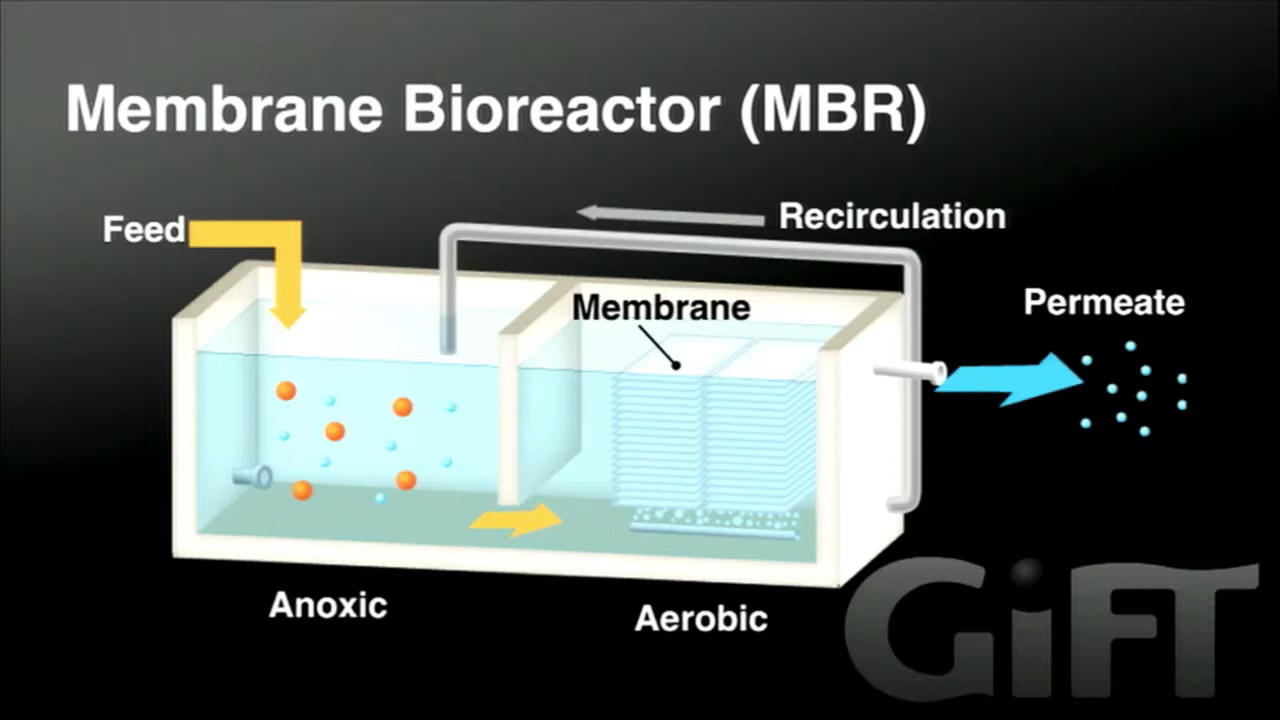 Membrane Bioreactor (MBR)
Recirculation
Feed
Membrane
Permeate
Anoxic
Aerobic
GiFT